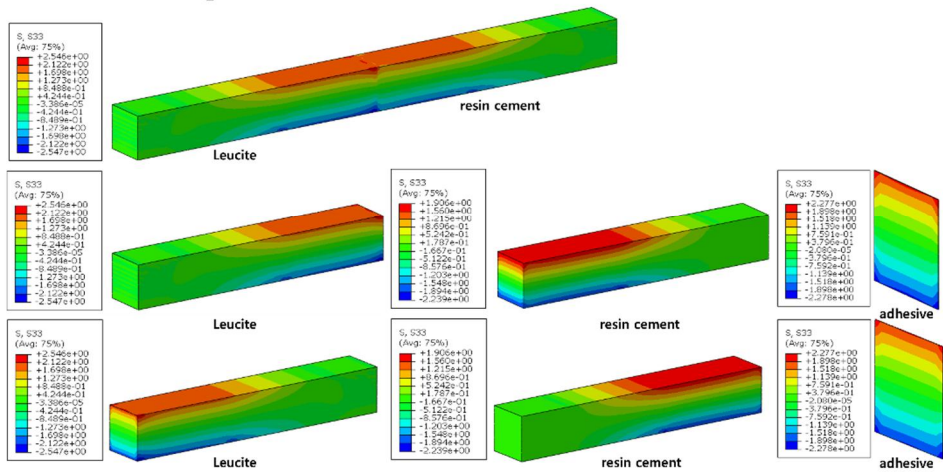 S, S33
(Avg: 75%)
+2.546e+00
+2.122e+00
+1.698e+00
+1.273e+00
+8.488e-01
+4.244e-01
-3.386e-05
-4.244e-01
-8.489e-01
-1.273e+00
-1.698e+00
-2.122e+00
-2.547e+00
resin cement
Leucite
S, S33
(Avg: 75%)
+2.546e+00
+2.122e+00
+1.698e+00
+1.273e+00
+8.488e-01
+4.244e-01
-3.386e-05
-4.244e-01
-8.489e-01
-1.273e+00
-1.698e+00
-2.122e+00
-2.547e+00
Leucite
S, S33
(Avg: 75%)
+1.906e+00
+1.560e+00
+1.215e+00
+8.696e-01
+5.242e-01
+1.787e-01
-1.667e-01
-5.122e-01
-8.576e-01
-1.203e+00
-1.548e+00
-1.894e+00
-2.239e+00
resin cement
S, S33
(Avg: 75%)
+2.277e+00
+1.898e+00
+1.518e+00
+1.139e+00
+7.591e-01
+3.796e-01
-2.080e-05
-3.796e-01
-7.592e-01
-1.139e+00
-1.518e+00
-1.898e+00
-2.278e+00
adhesive
S, S33
(Avg: 75%)
+2.546e+00
+2.122e+00
+1.698e+00
+1.273e+00
+8.488e-01
+4.244e-01
-3.386e-05
-4.244e-01
-8.489e-01
-1.273e+00
-1.698e+00
-2.122e+00
-2.547e+00
Leucite
S, S33
(Avg: 75%)
+1.906e+00
+1.560e+00
+1.215e+00
+8.696e-01
+5.242e-01
+1.787e-01
-1.667e-01
-5.122e-01
-8.576e-01
-1.203e+00
-1.548e+00
-1.894e+00
-2.239e+00
resin cement
S, S33
(Avg: 75%)
+2.277e+00
+1.898e+00
+1.518e+00
+1.139e+00
+7.591e-01
+3.796e-01
-2.080e-05
-3.796e-01
-7.592e-01
-1.139e+00
-1.518e+00
-1.898e+00
-2.278e+00
adhesive